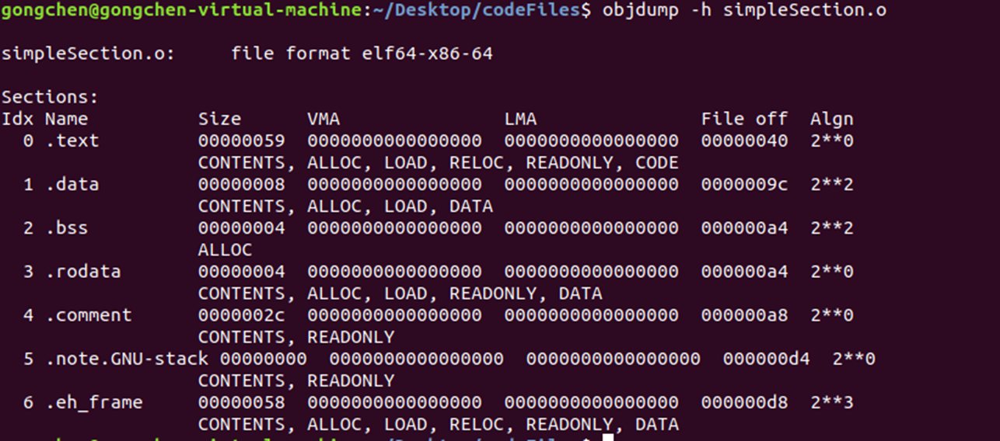 gongchen@gongchen-virtual-machine:~/Desktop/codeFiles$ objdump -h simpleSection.o
simpleSection.o:     file format elf64-x86-64
Sections:
Idx Name          Size      VMA               LMA               File off  Algn
  0 .text         00000059  0000000000000000  0000000000000000  00000040  2**0
                  CONTENTS, ALLOC, LOAD, RELOC, READONLY, CODE
  1 .data         00000008  0000000000000000  0000000000000000  0000009c  2**2
                  CONTENTS, ALLOC, LOAD, DATA
  2 .bss          00000004  0000000000000000  0000000000000000  000000a4  2**2
                  ALLOC
  3 .rodata       00000004  0000000000000000  0000000000000000  000000a4  2**0
                  CONTENTS, ALLOC, LOAD, READONLY, DATA
  4 .comment      0000002c  0000000000000000  0000000000000000  000000a8  2**0
                  CONTENTS, READONLY
  5 .note.GNU-stack 00000000  0000000000000000  0000000000000000  000000d4  2**0
                  CONTENTS, READONLY
  6 .eh_frame     00000058  0000000000000000  0000000000000000  000000d8  2**3
                  CONTENTS, ALLOC, LOAD, RELOC, READONLY, DATA